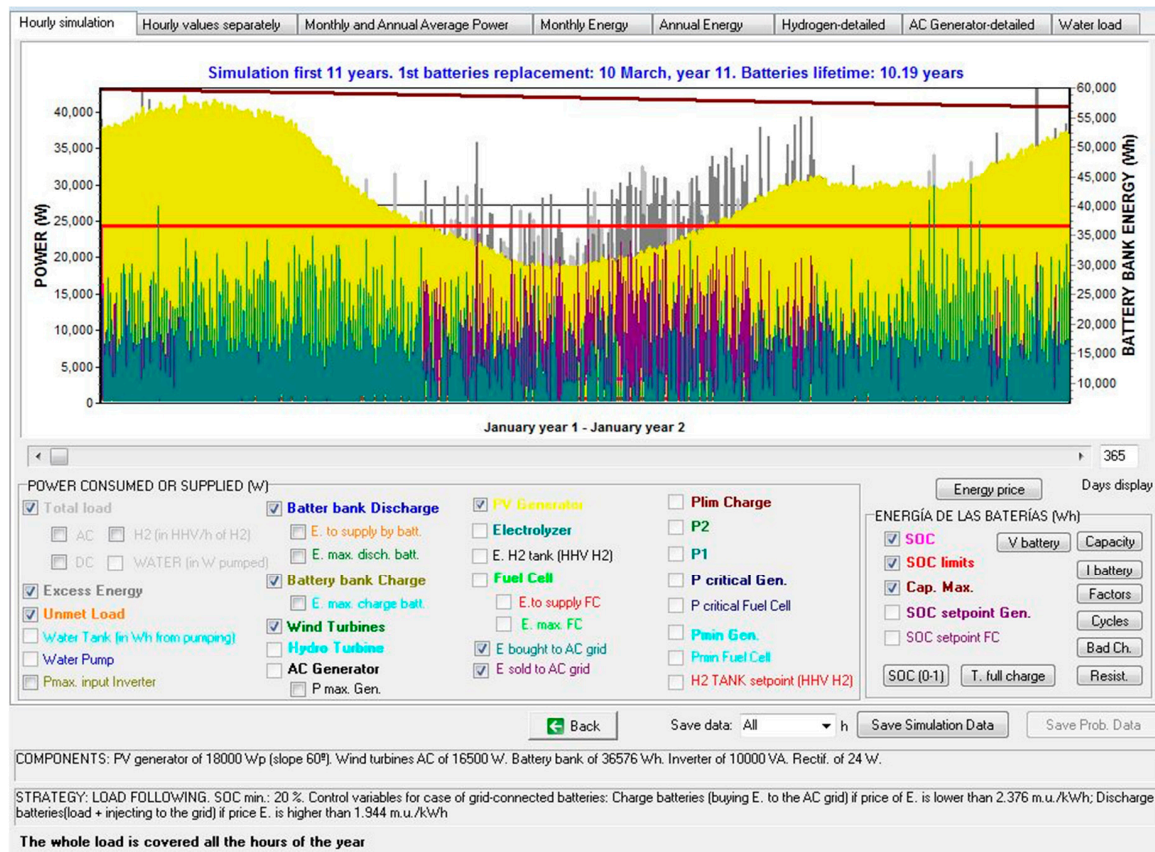 Hourly simulation Hourly values separately Monthly and Annual Average Power Monthly Energy Annual Energy Hydrogen-detailed AC Generator-detailed Water load
Simulation first 11 years. 1st batteries replacement: 10 March, year 11. Batteries lifetime: 10.19 years
POWER (W)
40,000
35,000
30,000
25,000
20,000
15,000
10,000
5,000
0
60,000
55,000
50,000
45,000
40,000
35,000
30,000
25,000
20,000
15,000
10,000
BATTERY BANK ENERGY (Wh)
January year 1 - January year 2
365
Days display
POWER CONSUMED OR SUPPLIED (W)
Total load
AC H2 (in HHV/h of H2)
DC WATER (in W pumped)
Excess Energy
Unmet Load
Water Tank (in Wh from pumping)
Water Pump
Pmax. input Inverter
Batter bank Discharge
E. to supply by batt.
E. max. disch. batt.
Battery bank Charge
E. max. charge batt.
Wind Turbines
Hydro Turbine
AC Generator
P max. Gen.
PV Generator
Electrolyzer
E. H2 tank (HHV H2)
Fuel Cell
E.to supply FC
E. max. FC
E bought to AC grid
E sold to AC grid
Plim Charge
P2
P1
P critical Gen.
P critical Fuel Cell
Pmin Gen.
Pmin Fuel Cell
H2 TANK setpoint (HHV H2)
Energy price
ENERGÍA DE LAS BATERÍAS (Wh)
SOC
SOC limits
Cap. Max.
SOC setpoint Gen.
SOC setpoint FC
V battery
Capacity
I battery
Factors
Cycles
Bad Ch.
SOC (0-1) T. full charge Resist.
Back Save data: All h Save Simulation Data Save Prob. Data
COMPONENTS: PV generator of 18000 Wp (slope 60º). Wind turbines AC of 16500 W. Battery bank of 36576 Wh. Inverter of 10000 VA. Rectif. of 24 W.
STRATEGY: LOAD FOLLOWING. SOC min.: 20 %. Control variables for case of grid-connected batteries: Charge batteries (buying E. to the AC grid) if price of E. is lower than 2.376 m.u./kWh; Discharge
batteries(load + injecting to the grid) if price E. is higher than 1.944 m.u./kWh
The whole load is covered all the hours of the year